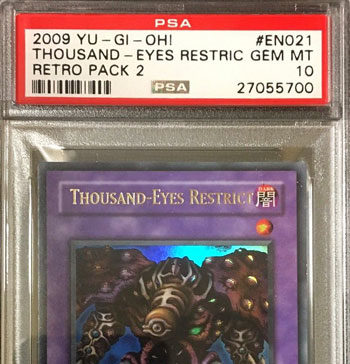 PSA
2009 YU-GI-OH! #EN021
THOUSAND-EYES RESTRIC GEM MT
RETRO PACK 2 10
PSA 27055700
THOUSAND-EYES RESTRICT
DARK
闇